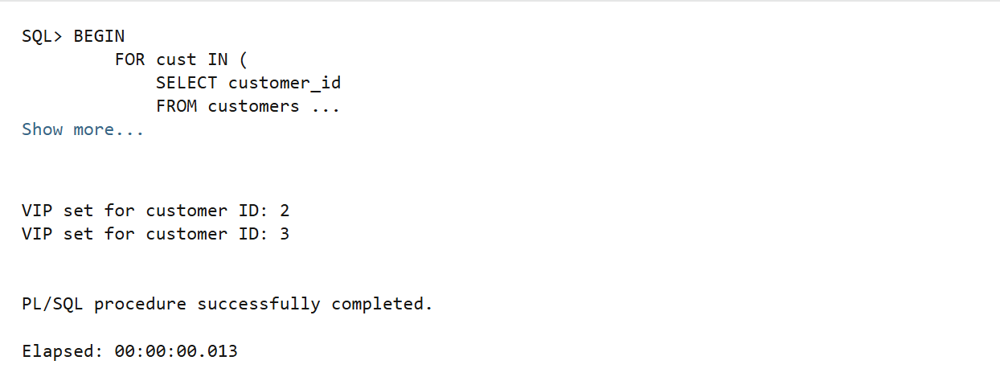 SQL> BEGIN
         FOR cust IN (
             SELECT customer_id
             FROM customers ...
Show more...
VIP set for customer ID: 2
VIP set for customer ID: 3
PL/SQL procedure successfully completed.
Elapsed: 00:00:00.013